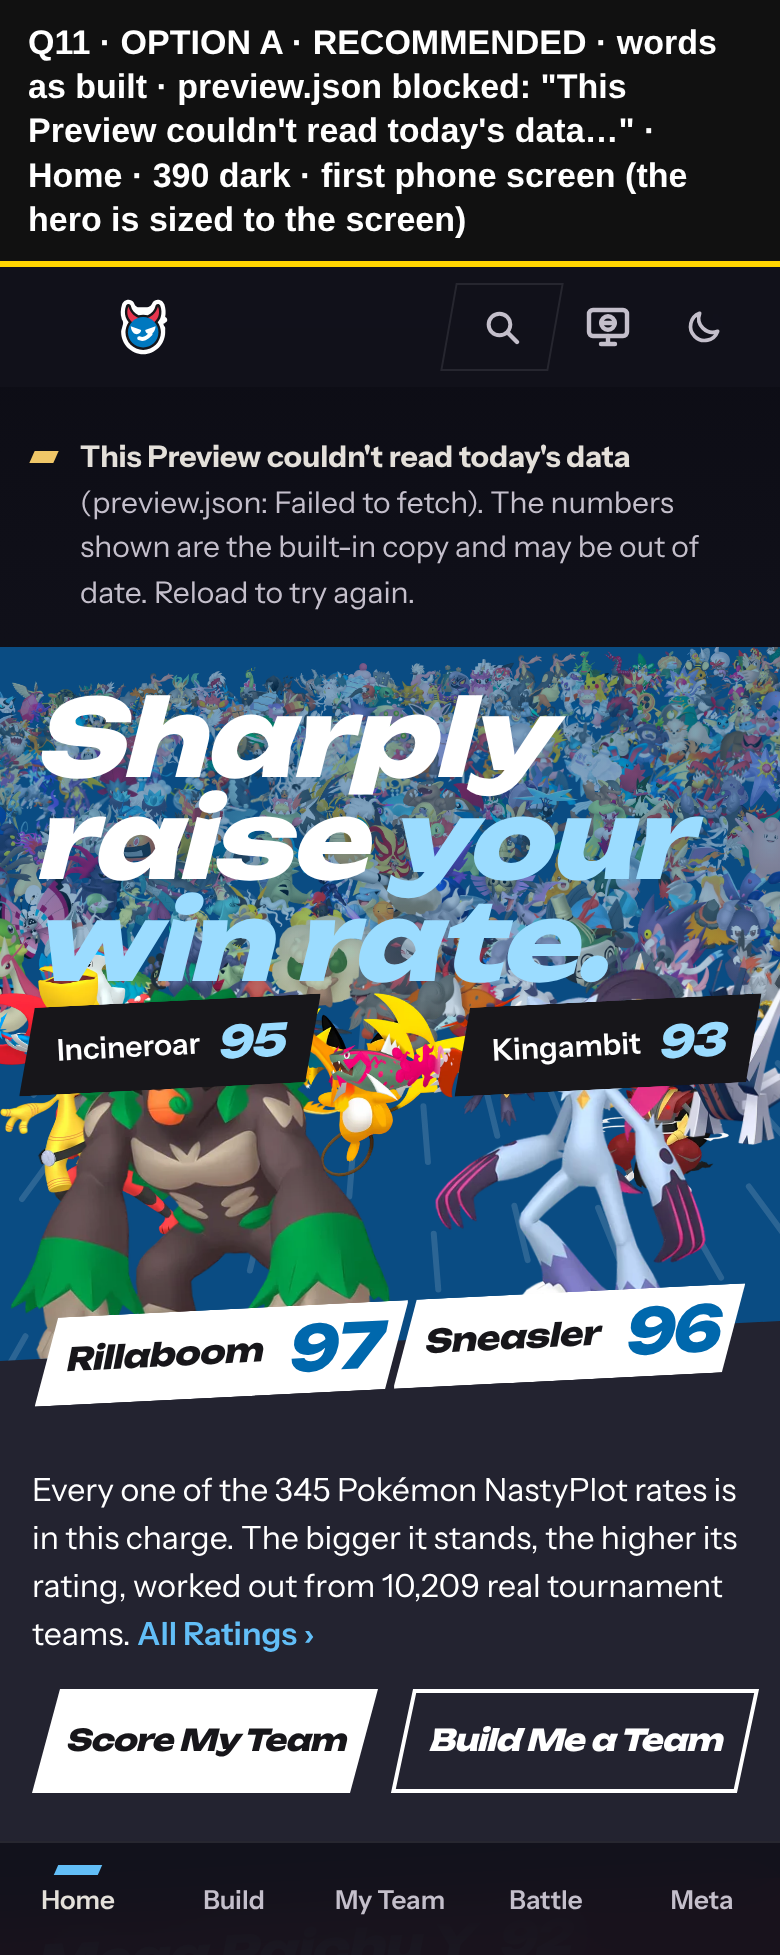 Q11 · OPTION A · RECOMMENDED · words
as built · preview.json blocked: "This
Preview couldn't read today's data…" ·
Home · 390 dark · first phone screen (the
hero is sized to the screen)
This Preview couldn't read today's data
(preview.json: Failed to fetch). The numbers
shown are the built-in copy and may be out of
date. Reload to try again.
Sharply
raise your
win rate.
Incineroar 95
Kingambit 93
Rillaboom 97
Sneasler 96
Every one of the 345 Pokémon NastyPlot rates is
in this charge. The bigger it stands, the higher its
rating, worked out from 10,209 real tournament
teams. All Ratings ›
Score My Team
Build Me a Team
Home
Build
My Team
Battle
Meta